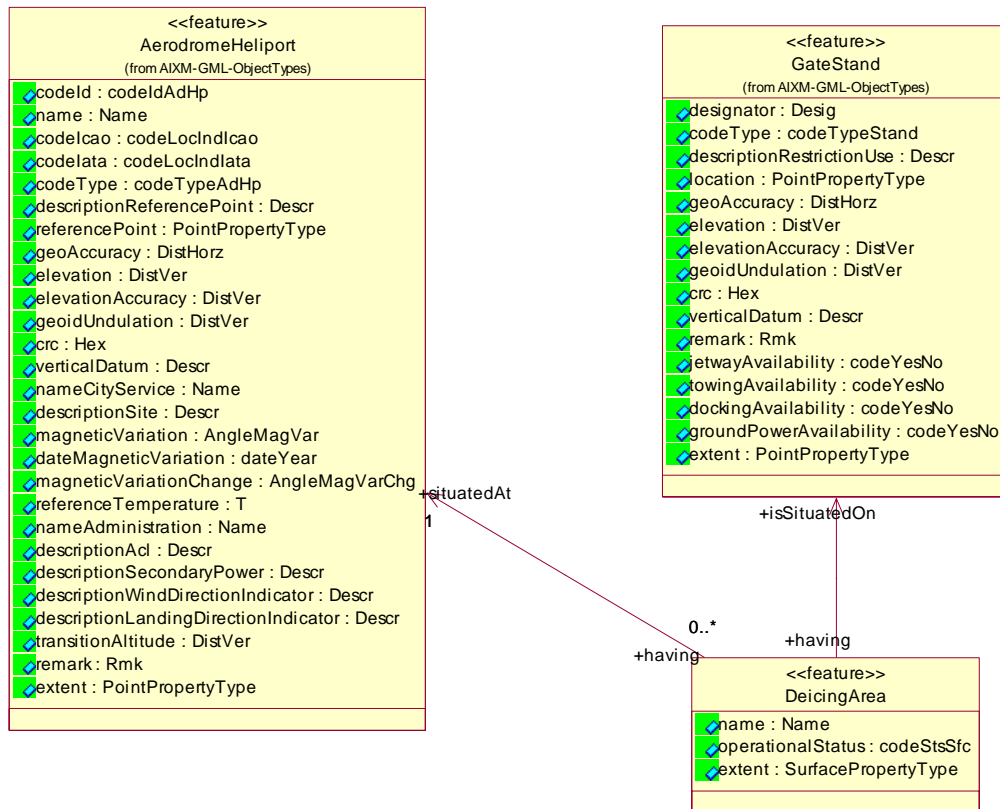 <<feature>>
AerodromeHeliport
(from AIXM-GML-ObjectTypes)
codeId : codeIdAdHp
name : Name
codeIcao : codeLocIndIcao
codeIata : codeLocIndIata
codeType : codeTypeAdHp
descriptionReferencePoint : Descr
referencePoint : PointPropertyType
geoAccuracy : DistHorz
elevation : DistVer
elevationAccuracy : DistVer
geoidUndulation : DistVer
crc : Hex
verticalDatum : Descr
nameCityService : Name
descriptionSite : Descr
magneticVariation : AngleMagVar
dateMagneticVariation : dateYear
magneticVariationChange : AngleMagVarChg
referenceTemperature : T
nameAdministration : Name
descriptionAcl : Descr
descriptionSecondaryPower : Descr
descriptionWindDirectionIndicator : Descr
descriptionLandingDirectionIndicator : Descr
transitionAltitude : DistVer
remark : Rmk
extent : PointPropertyType
<<feature>>
GateStand
(from AIXM-GML-ObjectTypes)
designator : Desig
codeType : codeTypeStand
descriptionRestrictionUse : Descr
location : PointPropertyType
geoAccuracy : DistHorz
elevation : DistVer
elevationAccuracy : DistVer
geoidUndulation : DistVer
crc : Hex
verticalDatum : Descr
remark : Rmk
jetwayAvailability : codeYesNo
towingAvailability : codeYesNo
dockingAvailability : codeYesNo
groundPowerAvailability : codeYesNo
extent : PointPropertyType
+situatedAt
1
+isSituatedOn
0..*
+having
+having
<<feature>>
DeicingArea
name : Name
operationalStatus : codeStsSfc
extent : SurfacePropertyType